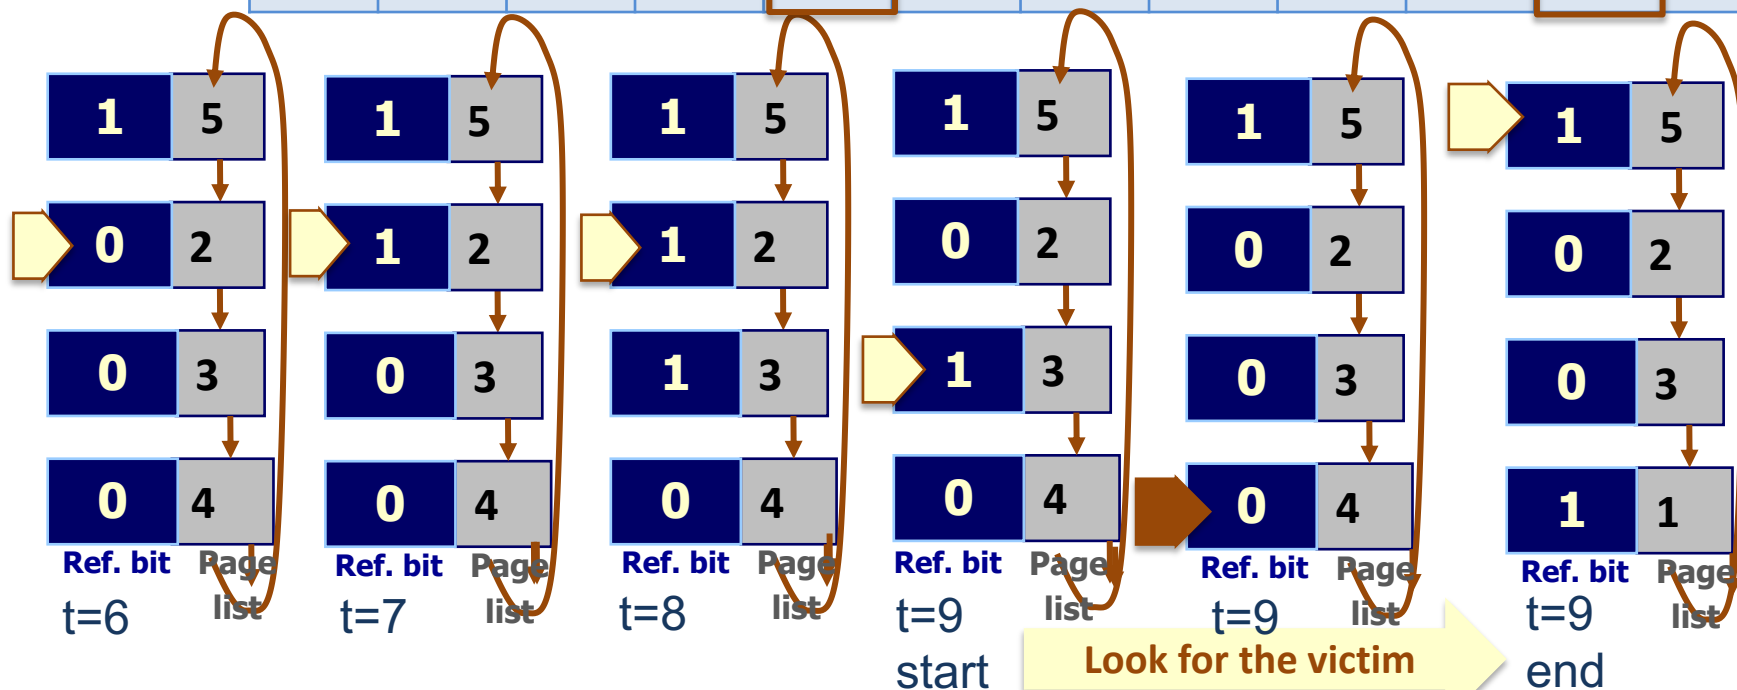 1 5 1 5 1 5 1 5 1 5 1 5
0 2 1 2 1 2 0 2 0 2 0 2
0 3 0 3 1 3 1 3 0 3 0 3
0 4 0 4 0 4 0 4 0 4 1 1
Ref. bit Page list Ref. bit Page list Ref. bit Page list Ref. bit Page list Ref. bit Page list Ref. bit Page list
t=6 t=7 t=8 t=9 t=9 t=9
start Look for the victim end